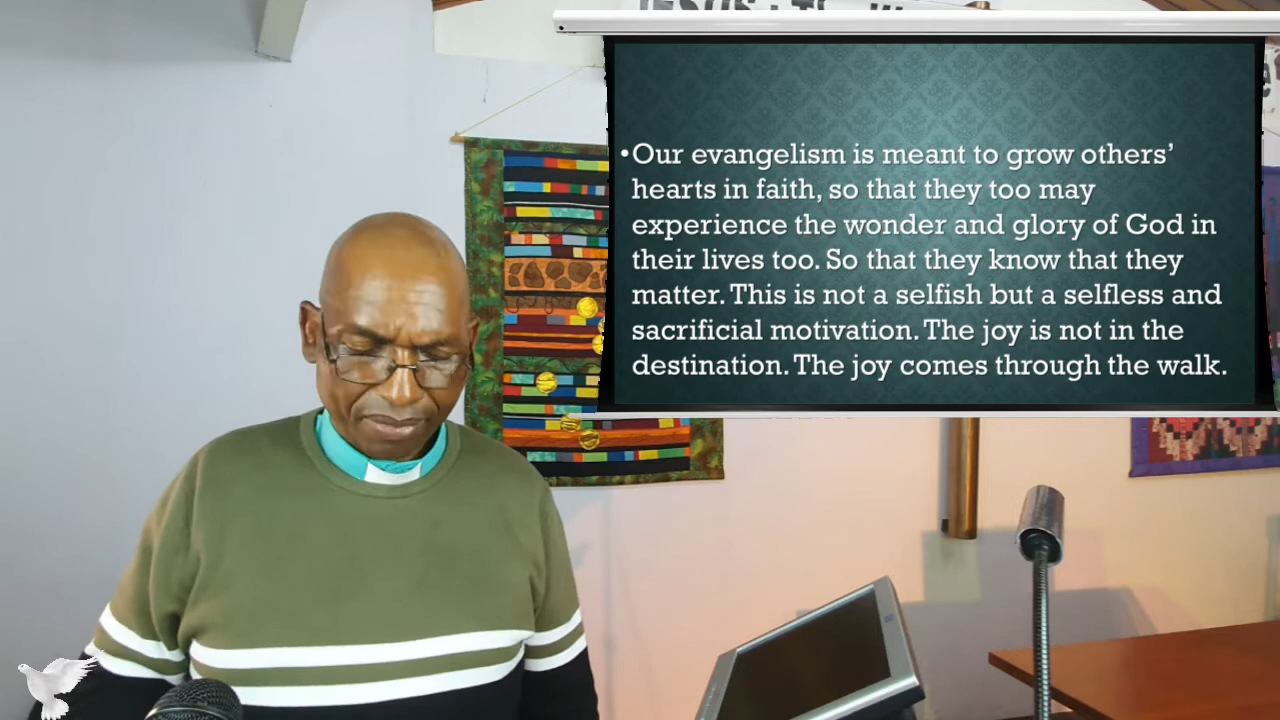 JESUS : THE
•Our evangelism is meant to grow others’
hearts in faith, so that they too may
experience the wonder and glory of God in
their lives too. So that they know that they
matter. This is not a selfish but a selfless and
sacrificial motivation. The joy is not in the
destination. The joy comes through the walk.